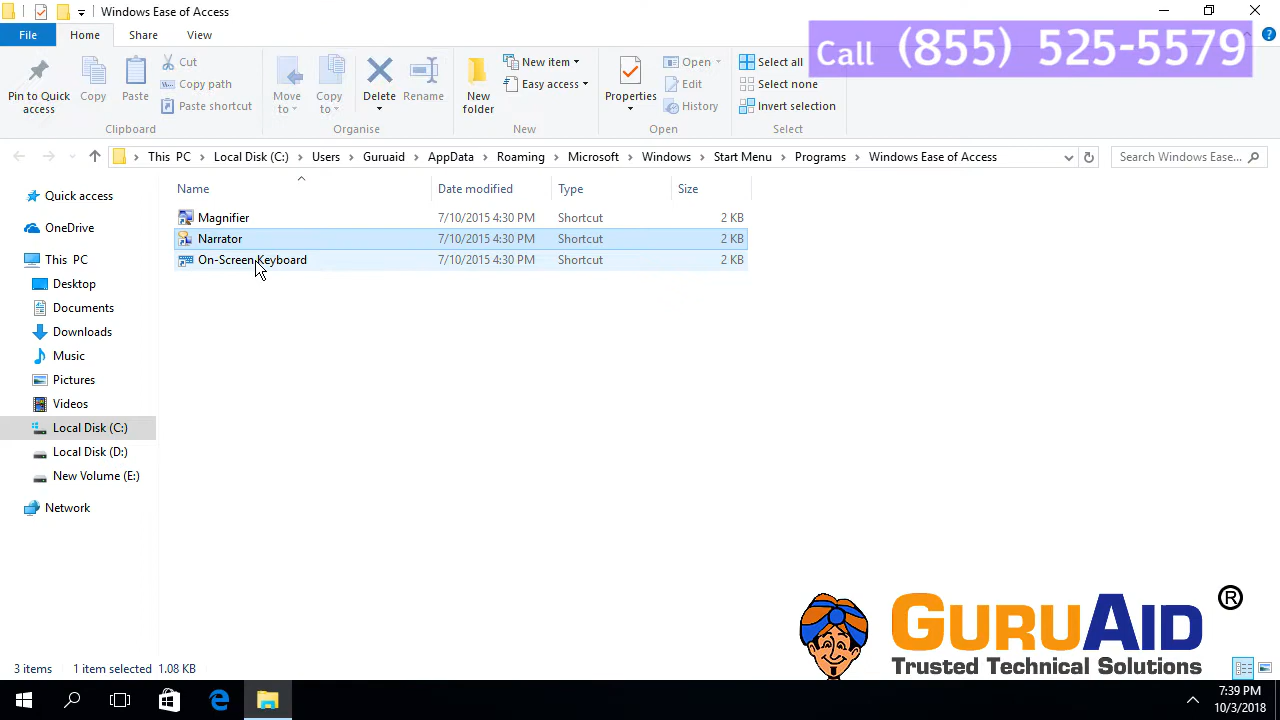 Windows Ease of Access
Call (855) 525-5579
File Home Share View
Pin to Quick access
Copy
Paste
Cut
Copy path
Paste shortcut
Clipboard
Move to
Copy to
Delete
Rename
Organise
New folder
New item
Easy access
New
Properties
Open
Edit
History
Open
Select all
Select none
Invert selection
Select
This PC Local Disk (C:) Users Guruaid AppData Roaming Microsoft Windows Start Menu Programs Windows Ease of Access
Search Windows Ease...
Quick access
OneDrive
This PC
Desktop
Documents
Downloads
Music
Pictures
Videos
Local Disk (C:)
Local Disk (D:)
New Volume (E:)
Network
Name Date modified Type Size
Magnifier 7/10/2015 4:30 PM Shortcut 2 KB
Narrator 7/10/2015 4:30 PM Shortcut 2 KB
On-Screen Keyboard 7/10/2015 4:30 PM Shortcut 2 KB
GURUAID ®
Trusted Technical Solutions
3 items 1 item selected 1.08 KB
7:39 PM
10/3/2018